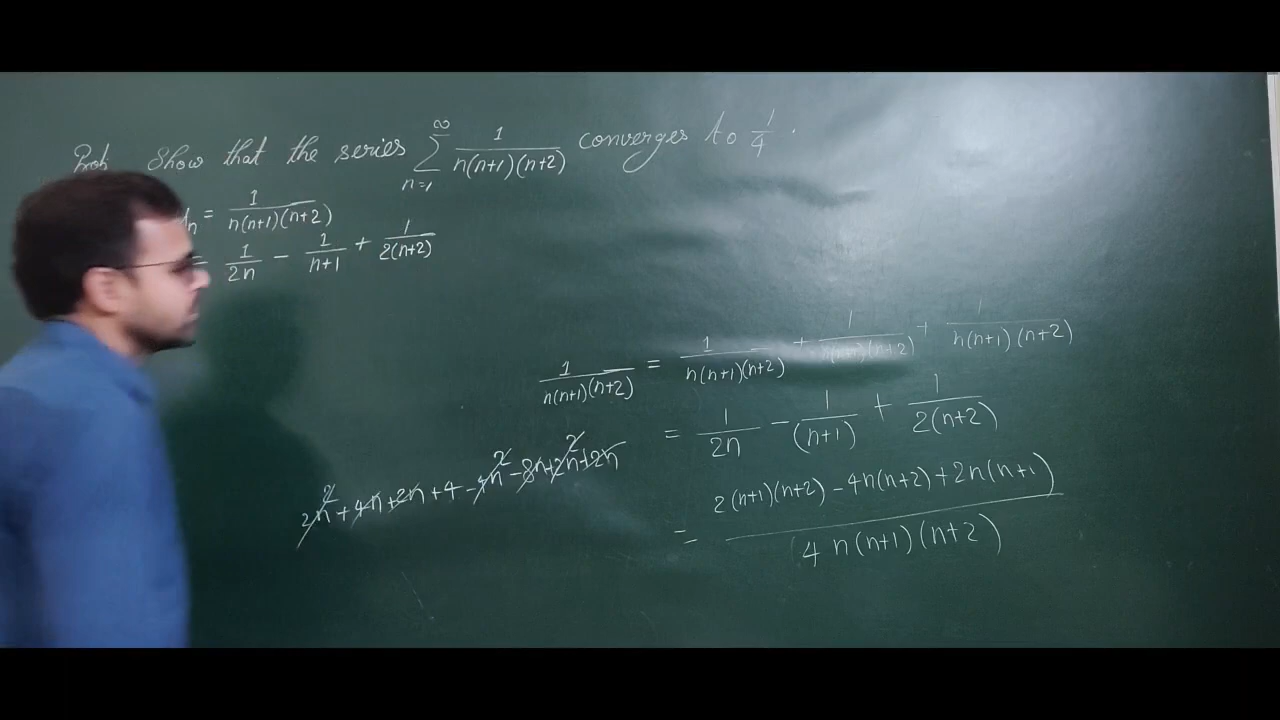 Prob. Show that the series ∑_{n=1}^{∞} 1/(n(n+1)(n+2)) converges to 1/4.
n = 1/(n(n+1)(n+2))
= 1/(2n) - 1/(n+1) + 1/(2(n+2))
1/(n(n+1)(n+2)) = 1/(n(n+1)(n+2)) + 1/(n(n+1)(n+2)) + 1/(n(n+1)(n+2))
= 1/(2n) - 1/((n+1)) + 1/(2(n+2))
2n² + 4n + 2n + 4 - 4n² - 8n + 2n² + 2n
= (2(n+1)(n+2) - 4n(n+2) + 2n(n+1))/(4n(n+1)(n+2))